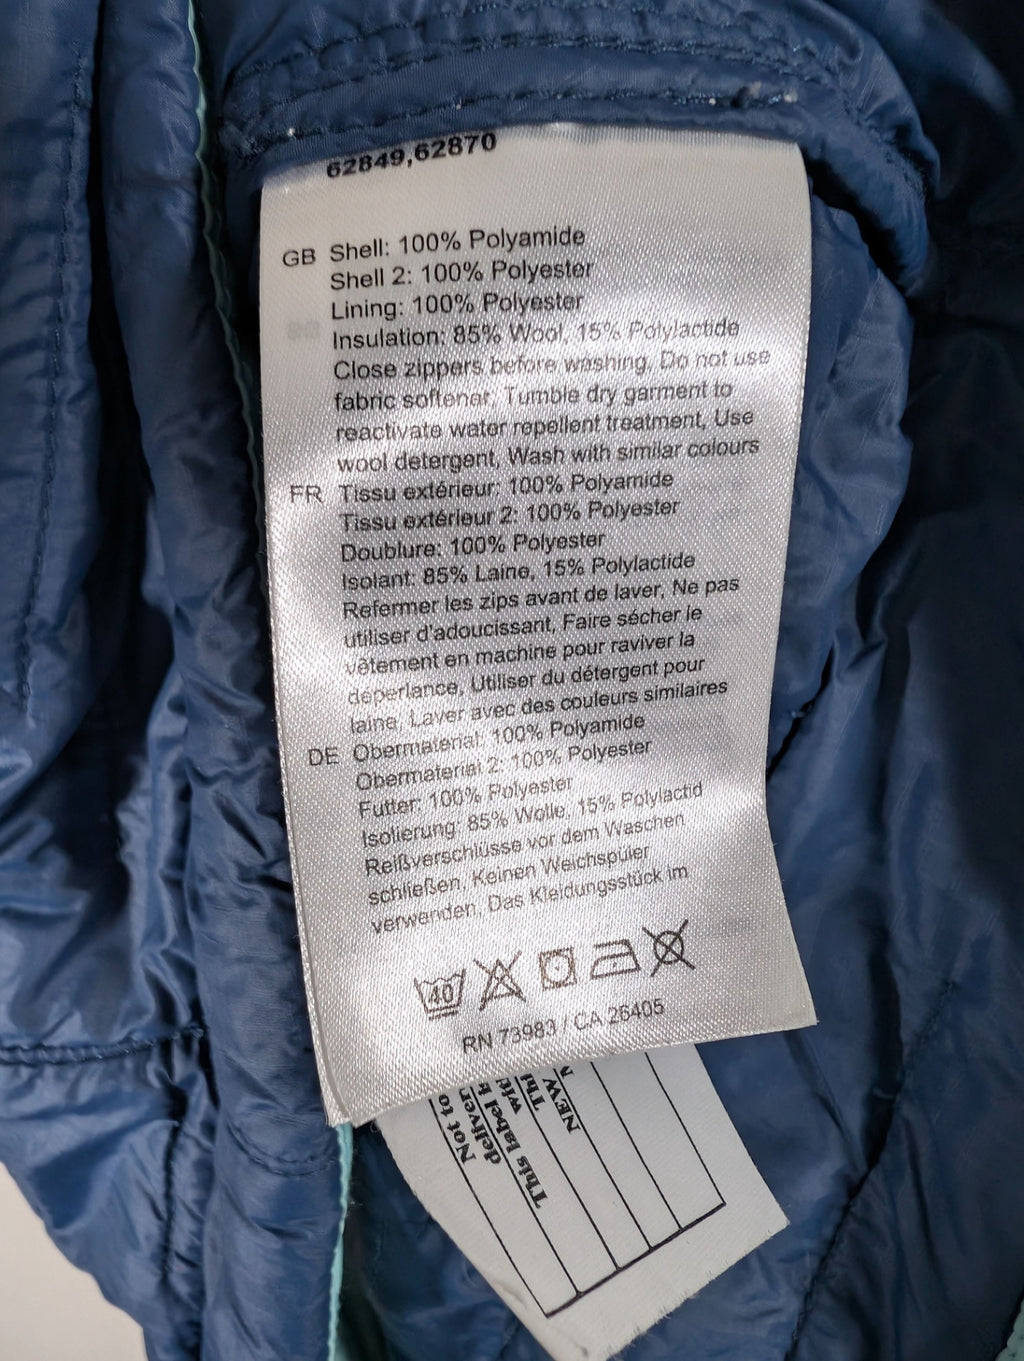 62849,62870
GB Shell: 100% Polyamide
Shell 2: 100% Polyester
Lining: 100% Polyester
Insulation: 85% Wool, 15% Polylactide
Close zippers before washing, Do not use
fabric softener, Tumble dry garment to
reactivate water repellent treatment, Use
wool detergent, Wash with similar colours
FR Tissu extérieur: 100% Polyamide
Tissu extérieur 2: 100% Polyester
Doublure: 100% Polyester
Isolant: 85% Laine, 15% Polylactide
Refermer les zips avant de laver, Ne pas
utiliser d'adoucissant, Faire sécher le
vêtement en machine pour raviver la
déperlance, Utiliser du détergent pour
laine, Laver avec des couleurs similaires
DE Obermaterial: 100% Polyamide
Obermaterial 2: 100% Polyester
Futter: 100% Polyester
Isolierung: 85% Wolle, 15% Polylactid
Reißverschlüsse vor dem Waschen
schließen, Keinen Weichspüler
verwenden, Das Kleidungsstück im
40
RN 73983 / CA 26405
Not to
deliver
This label i
wit
Thi
NEW